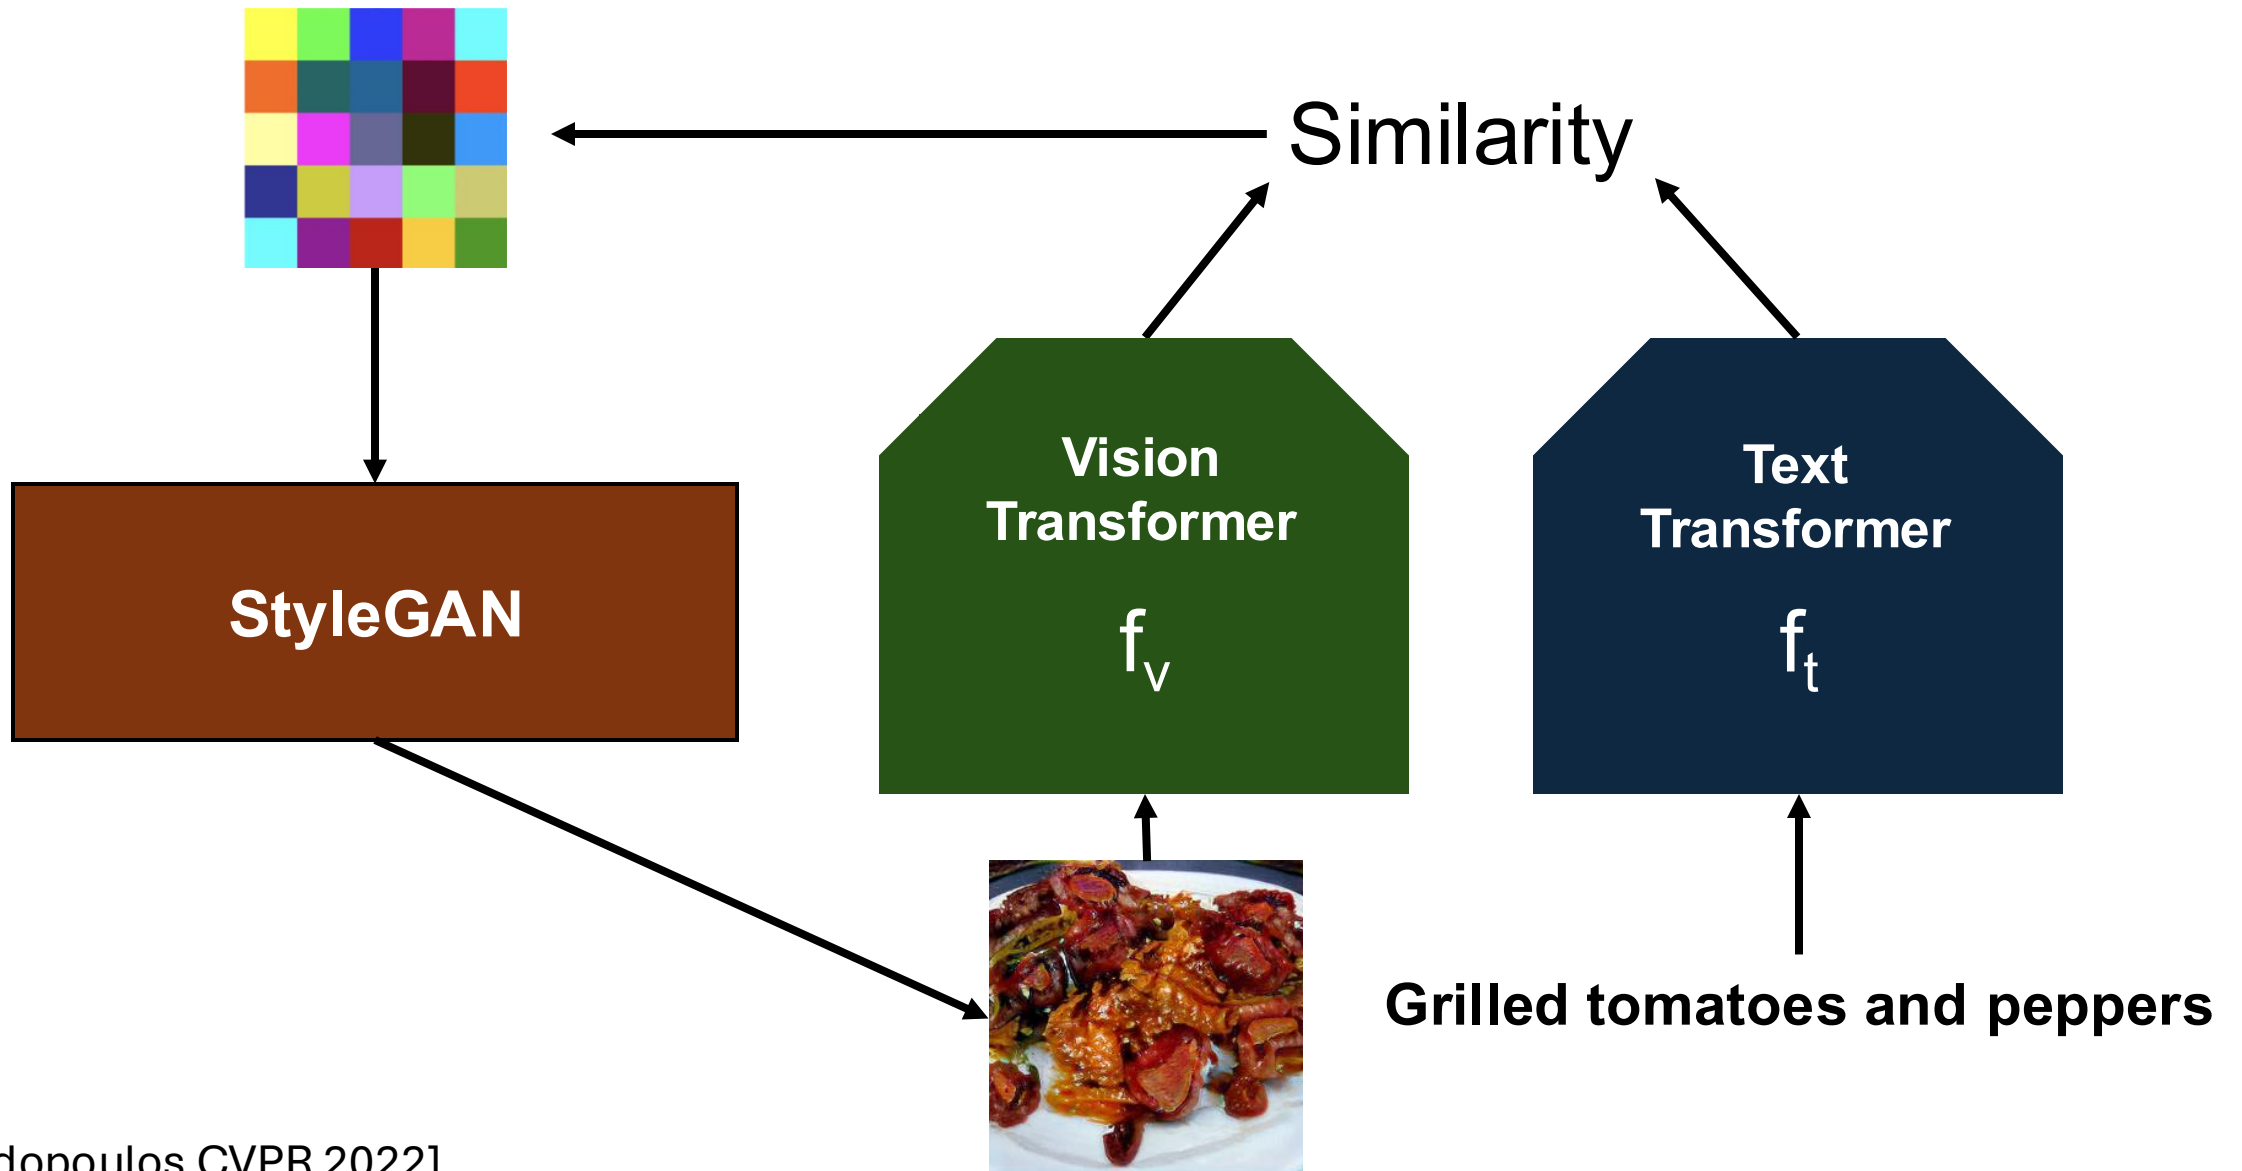 Similarity
Vision
Transformer
fv
Text
Transformer
ft
StyleGAN
Grilled tomatoes and peppers
CVPR 2022]